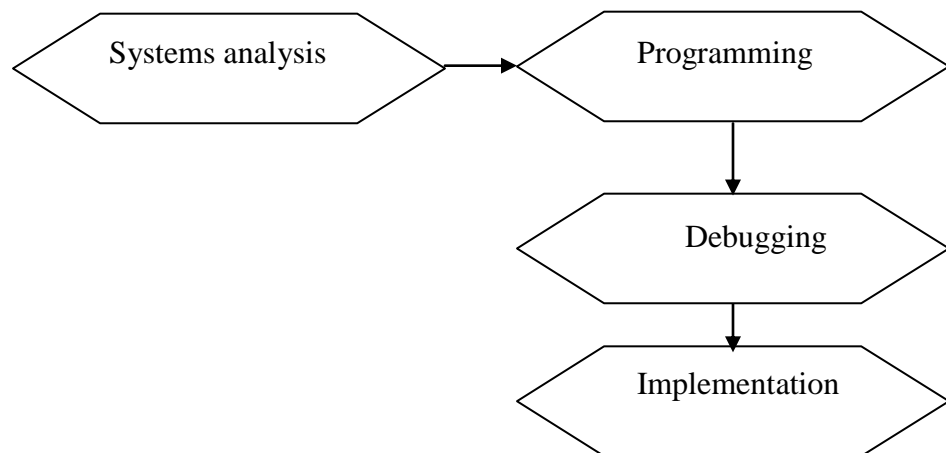 Systems analysis
Programming
Debugging
Implementation